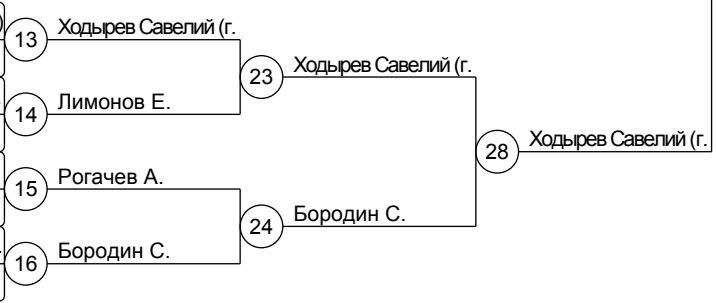 13 Ходырев Савелий (г.
23 Ходырев Савелий (г.
14 Лимонов Е.
28 Ходырев Савелий (г.
15 Рогачев А.
24 Бородин С.
16 Бородин С.